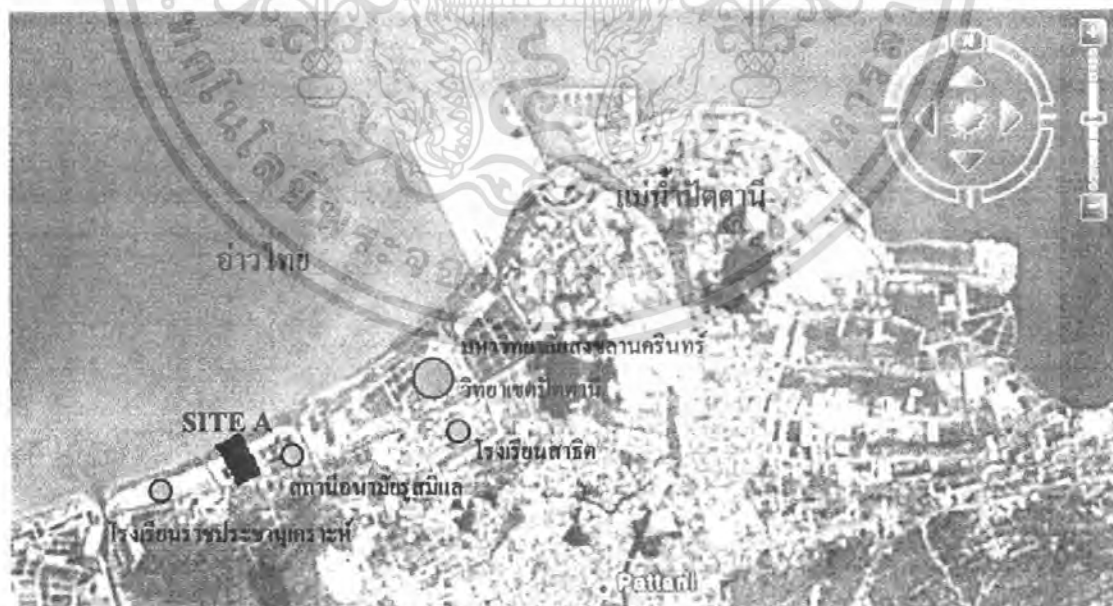 N
แม่น้ำปัตตานี
อ่าวไทย
มหาวิทยาลัยสงขลานครินทร์
วิทยาเขตปัตตานี
SITE A
โรงเรียนสาธิต
สถานีอนามัยรูสมิแล
โรงเรียนราชประชานุเคราะห์
Pattani